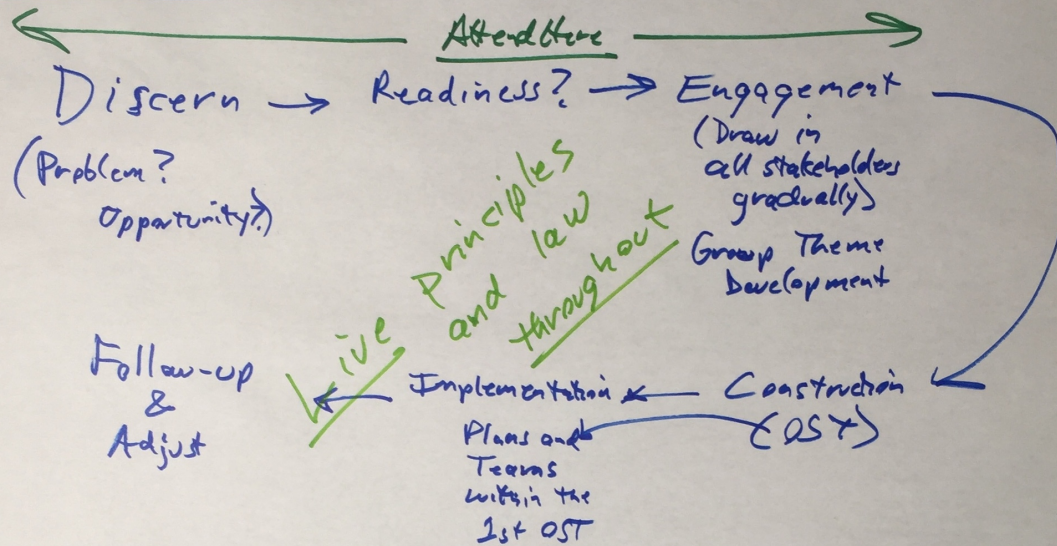 Attend Here
Discern → Readiness? → Engagement
(Problem?
Opportunity?)
(Draw in
all stakeholders
gradually)
Group Theme
Development
Live principles
and law
throughout
Construction
(OST)
Implementation
Plans and
Teams
within the
1st OST
Follow-up
&
Adjust